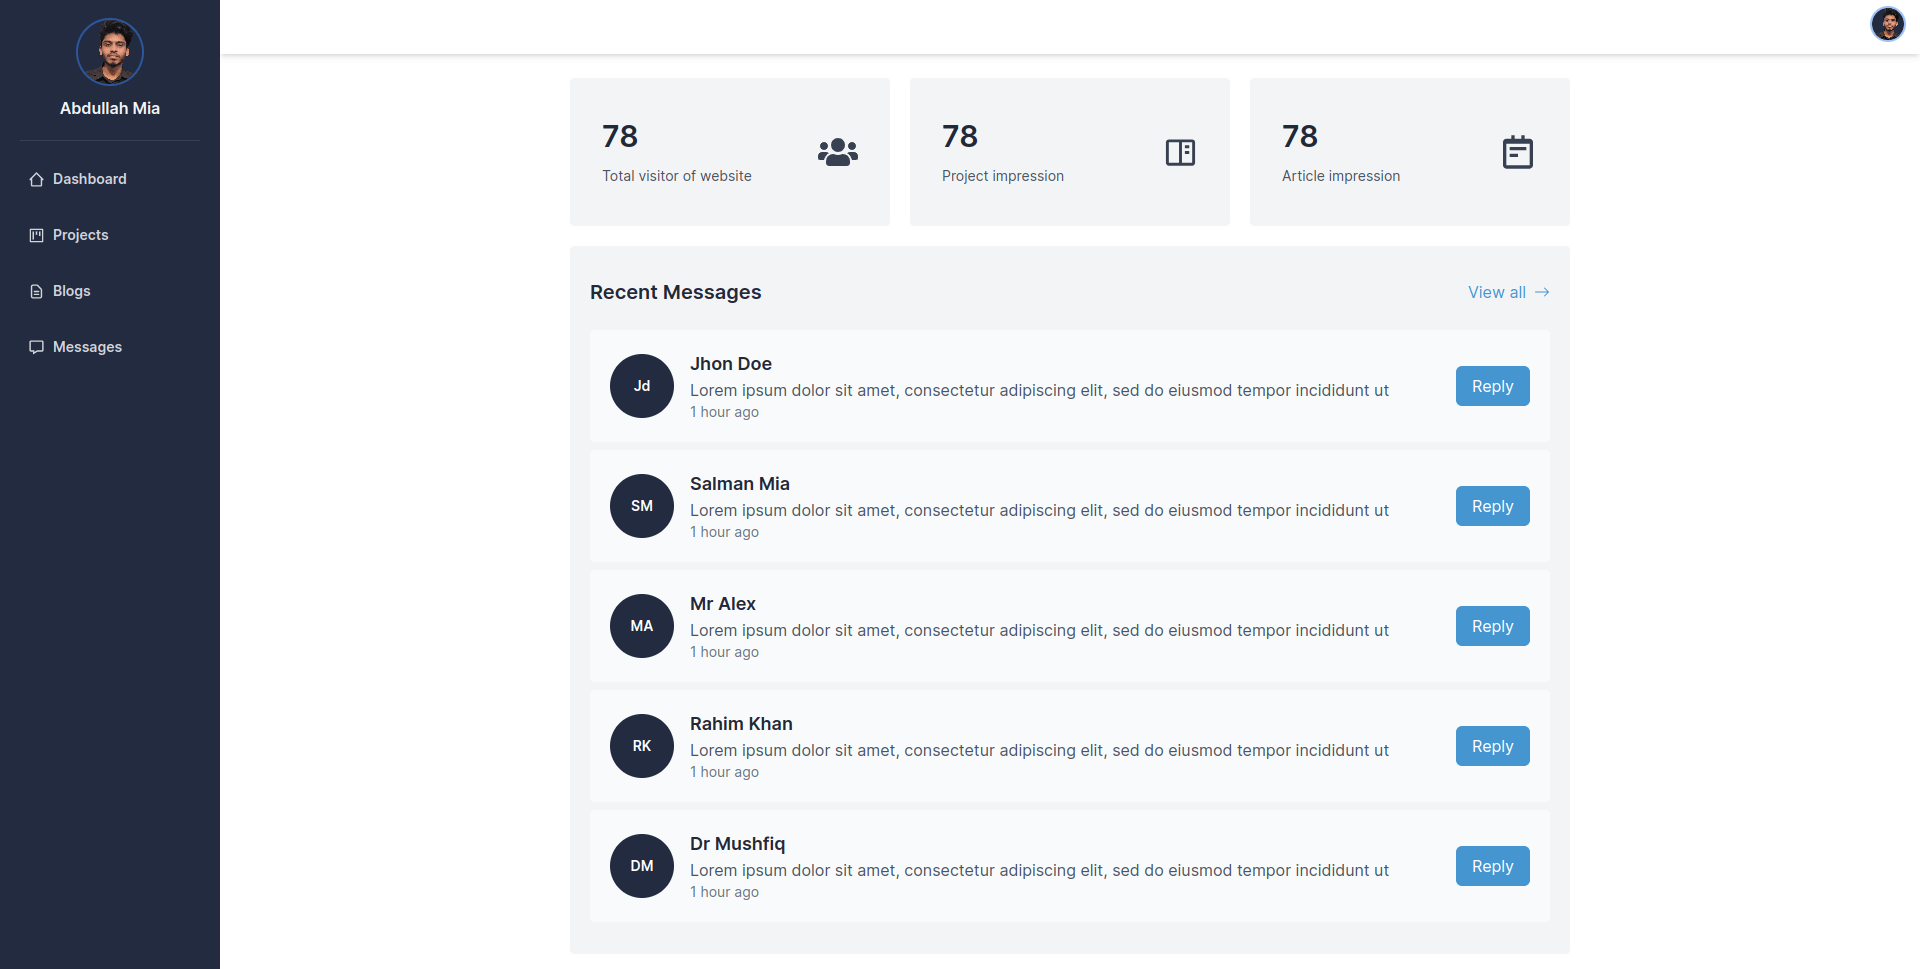 Abdullah Mia
Dashboard
Projects
Blogs
Messages
78
Total visitor of website
78
Project impression
78
Article impression
Recent Messages
View all
Jd
Jhon Doe
Lorem ipsum dolor sit amet, consectetur adipiscing elit, sed do eiusmod tempor incididunt ut
1 hour ago
Reply
SM
Salman Mia
Lorem ipsum dolor sit amet, consectetur adipiscing elit, sed do eiusmod tempor incididunt ut
1 hour ago
Reply
MA
Mr Alex
Lorem ipsum dolor sit amet, consectetur adipiscing elit, sed do eiusmod tempor incididunt ut
1 hour ago
Reply
RK
Rahim Khan
Lorem ipsum dolor sit amet, consectetur adipiscing elit, sed do eiusmod tempor incididunt ut
1 hour ago
Reply
DM
Dr Mushfiq
Lorem ipsum dolor sit amet, consectetur adipiscing elit, sed do eiusmod tempor incididunt ut
1 hour ago
Reply